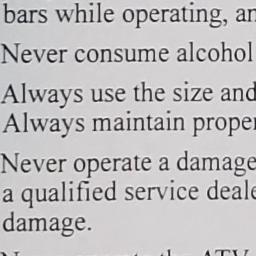 bars while operating, an
Never consume alcohol
Always use the size and
Always maintain proper
Never operate a damage
a qualified service deale
damage.
ATV